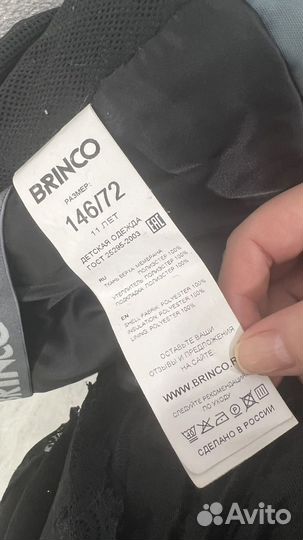 BRINCO
РАЗМЕР:
146/72
11 ЛЕТ
ДЕТСКАЯ ОДЕЖДА
ГОСТ 25295-2003
EAC
RU
ТКАНЬ ВЕРХА: МЕМБРАНА
УТЕПЛИТЕЛЬ: ПОЛИЭСТЕР 100%
ПОДКЛАДКА: ПОЛИЭСТЕР 100%
EN
SHELL FABRIC: POLYESTER 100%
INSULATION: POLYESTER 100%
LINING: POLYESTER 100%
ОСТАВЬТЕ ВАШИ
ОТЗЫВЫ И ПРЕДЛОЖЕНИЯ
НА САЙТЕ
WWW.BRINCO.R
СЛЕДУЙТЕ РЕКОМЕНДАЦИЯМ
ПО УХОДУ
СДЕЛАНО В РОССИИ
BRINCO
Avito